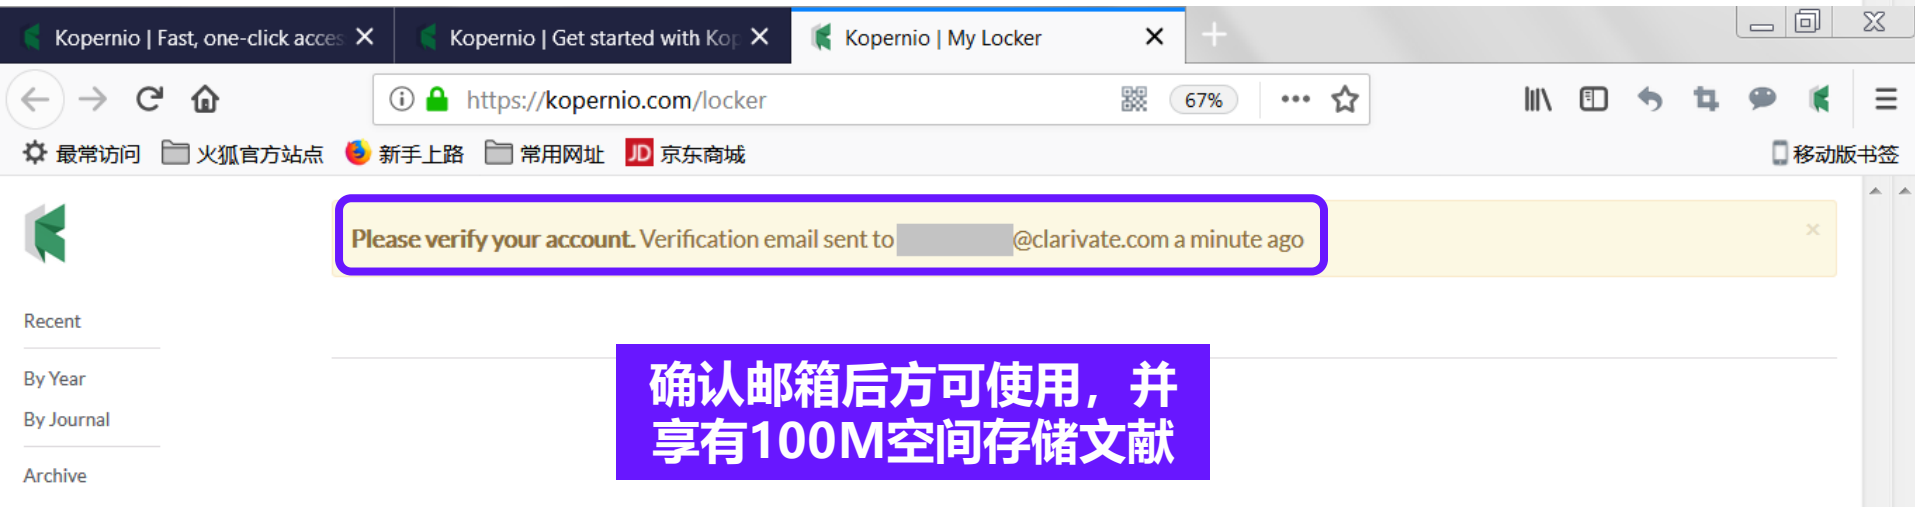 Kopernio | Fast, one-click acces
Kopernio | Get started with Kop
Kopernio | My Locker
https://kopernio.com/locker
67%
最常访问
火狐官方站点
新手上路
常用网址
JD 京东商城
移动版书签
Please verify your account. Verification email sent to @clarivate.com a minute ago
Recent
By Year
By Journal
Archive
确认邮箱后方可使用，并
享有100M空间存储文献